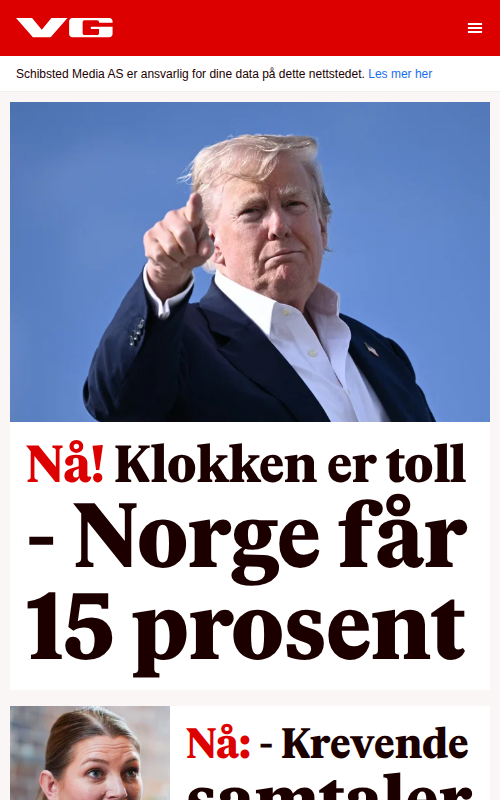 VG
Schibsted Media AS er ansvarlig for dine data på dette nettstedet. Les mer her
Nå! Klokken er toll
- Norge får
15 prosent
Nå: - Krevende
samtaler